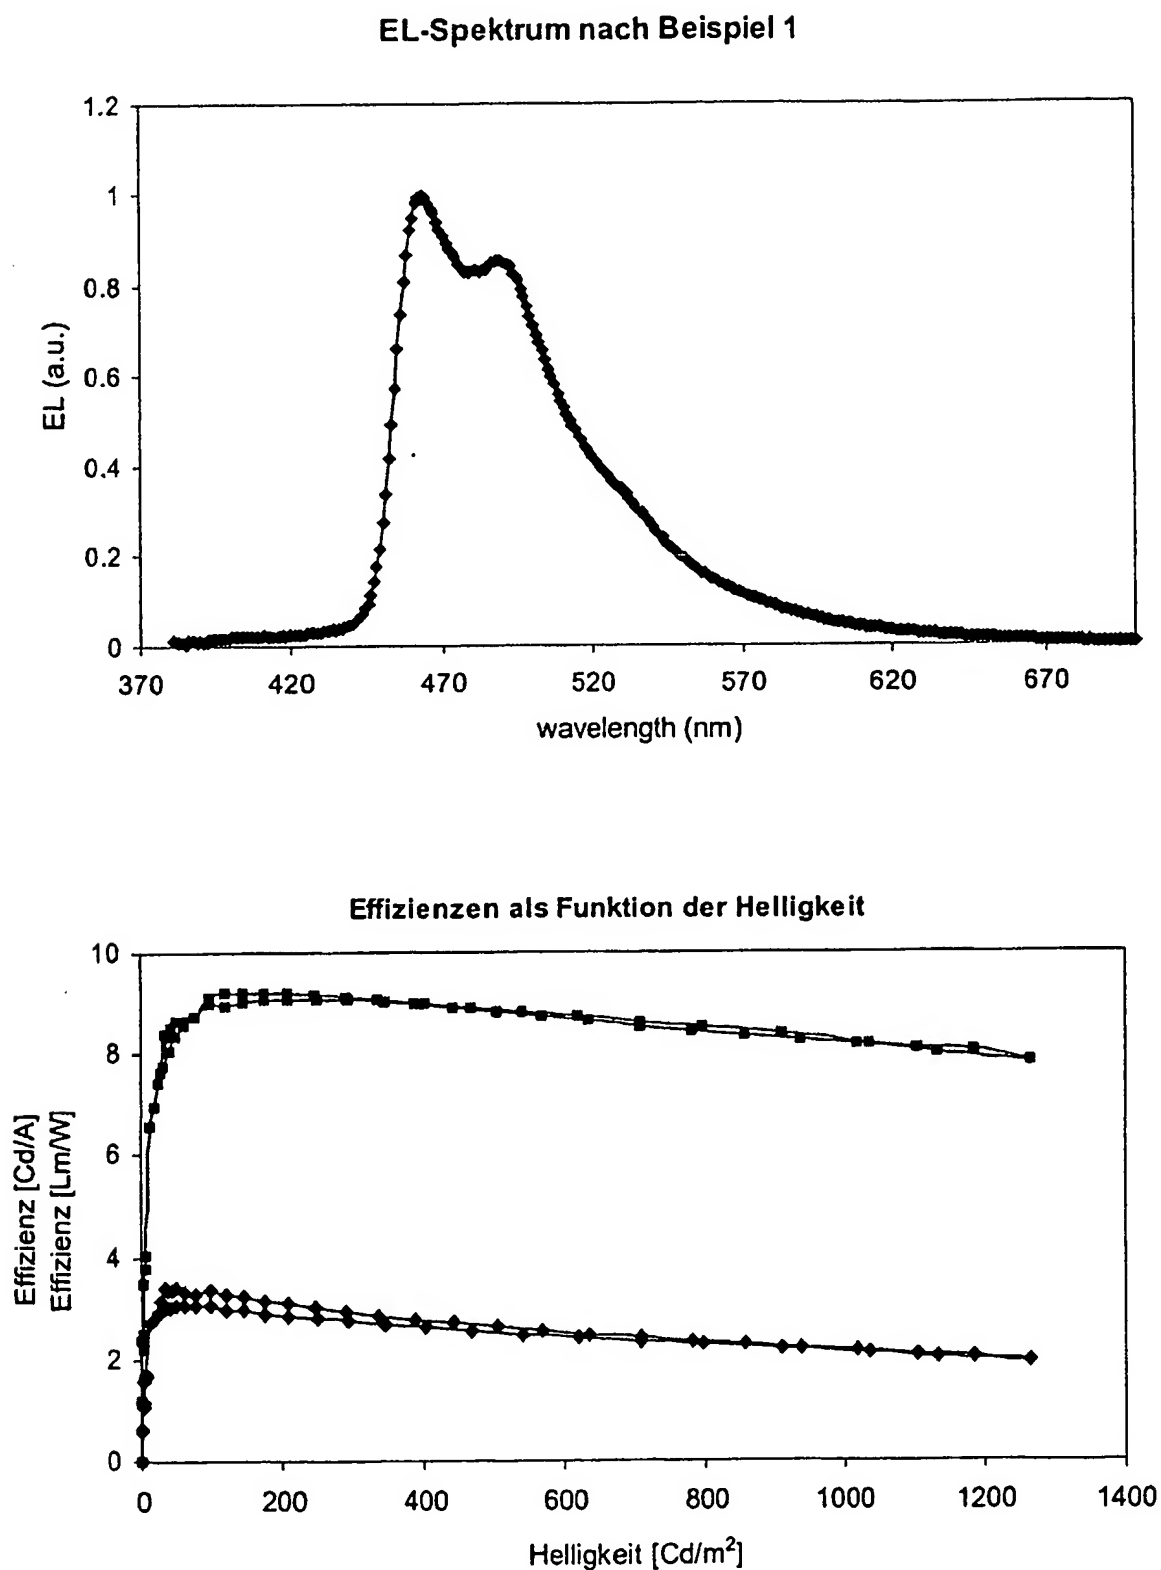 EL-Spektrum nach Beispiel 1
1.2
1
0.8
0.6
0.4
0.2
0
EL (a.u.)
370 420 470 520 570 620 670
wavelength (nm)
Effizienzen als Funktion der Helligkeit
10
8
6
4
2
0
Effizienz [Cd/A]
Effizienz [Lm/W]
0 200 400 600 800 1000 1200 1400
Helligkeit [Cd/m²]